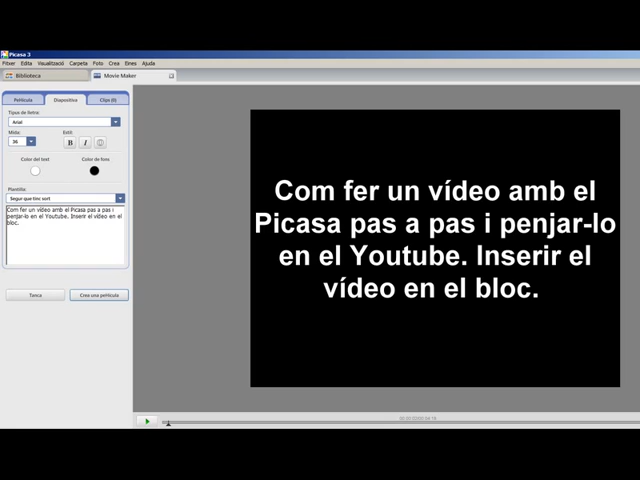 Picasa 3
Fitxer Edita Visualització Carpeta Foto Crea Eines Ajuda
Biblioteca
Movie Maker
Pel·lícula Diapositiva Clips (0)
Tipus de lletra:
Arial
Mida: Estil:
36 B I
Color del text Color de fons
Plantilla:
Segur que tinc sort
Com fer un vídeo amb el Picasa pas a pas i
penjar-lo en el Youtube. Inserir el vídeo en el
bloc.
Tanca Crea una pel·lícula
Com fer un vídeo amb el
Picasa pas a pas i penjar-lo
en el Youtube. Inserir el
vídeo en el bloc.